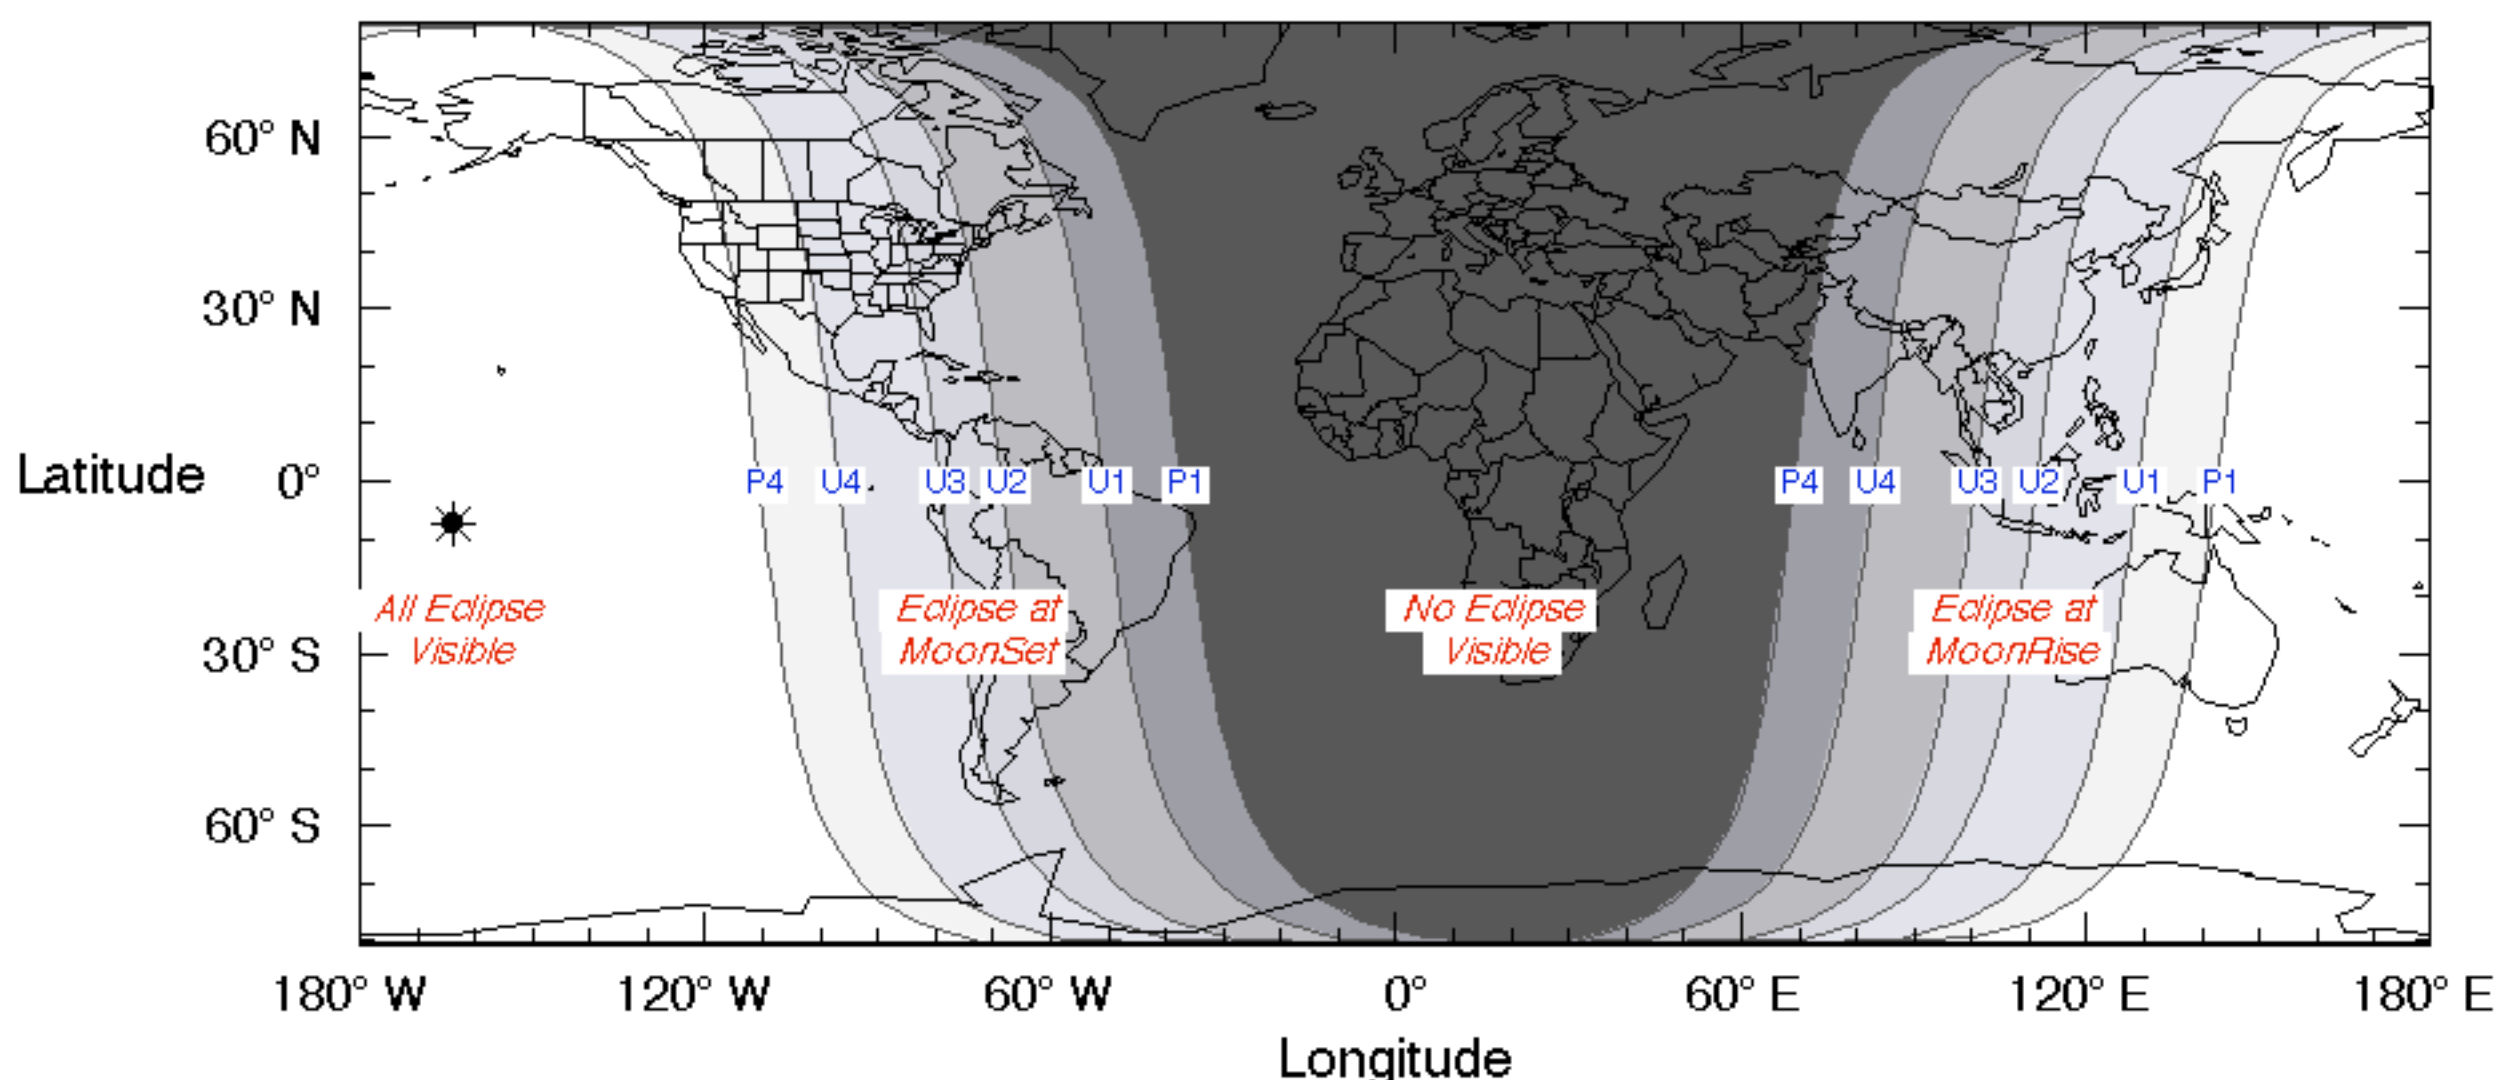 60° N
30° N
Latitude 0°
P4 U4 U3 U2 U1 P1 P4 U4 U3 U2 U1 P1
All Eclipse
Visible
Eclipse at
MoonSet
No Eclipse
Visible
Eclipse at
MoonRise
30° S
60° S
180° W 120° W 60° W 0° 60° E 120° E 180° E
Longitude